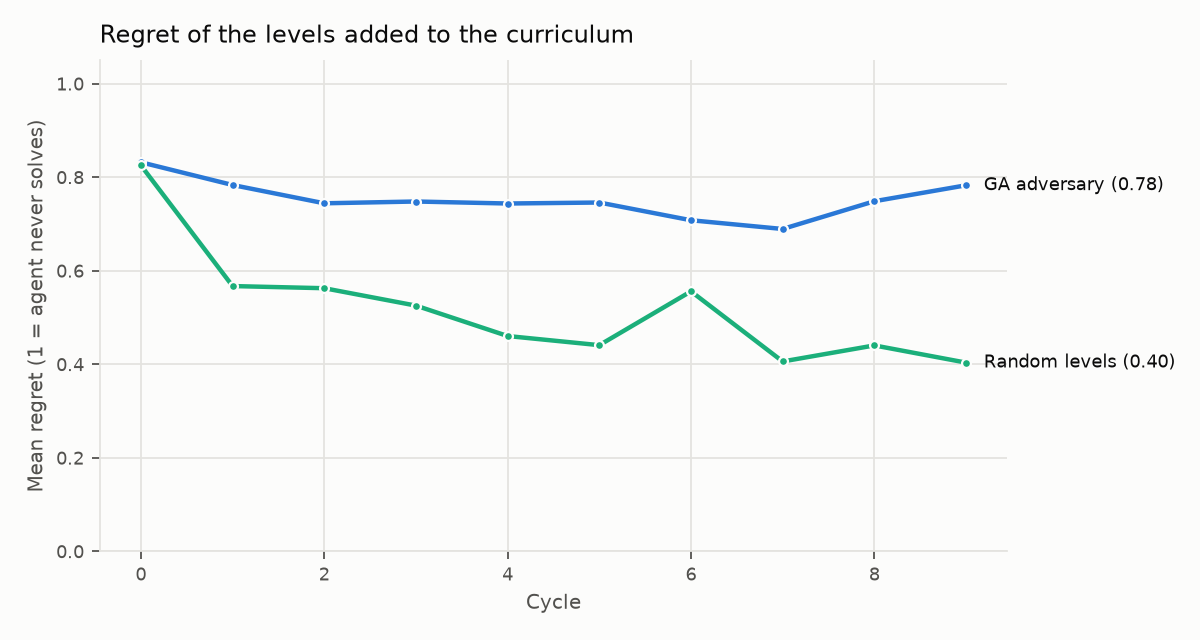 Regret of the levels added to the curriculum
Mean regret (1 = agent never solves)
1.0
0.8
0.6
0.4
0.2
0.0
GA adversary (0.78)
Random levels (0.40)
0 2 4 6 8
Cycle